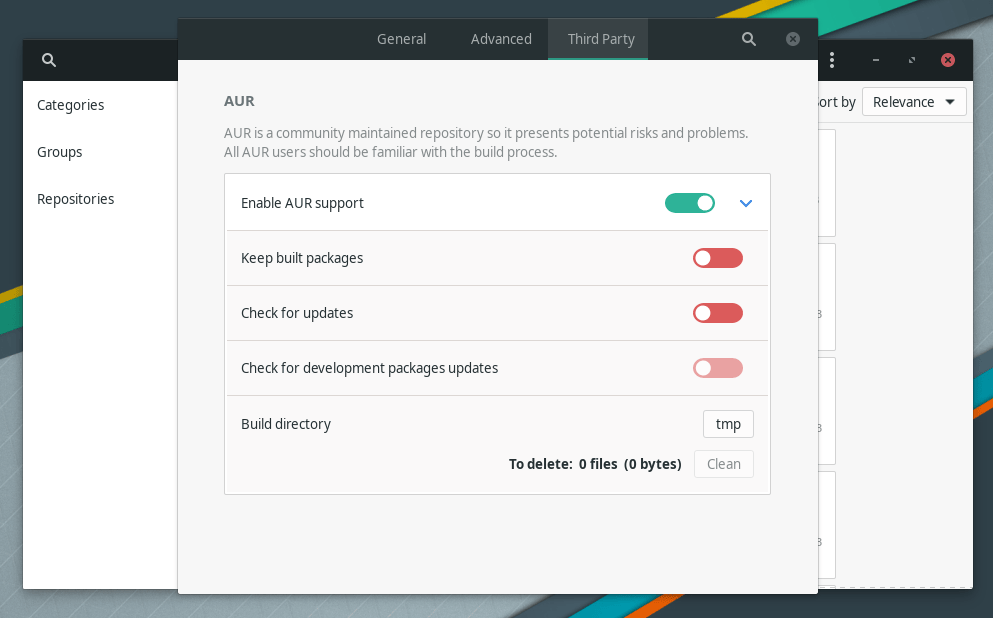 General Advanced Third Party
Categories
Groups
Repositories
ort by Relevance
AUR
AUR is a community maintained repository so it presents potential risks and problems.
All AUR users should be familiar with the build process.
Enable AUR support
Keep built packages
Check for updates
Check for development packages updates
Build directory tmp
To delete: 0 files (0 bytes) Clean